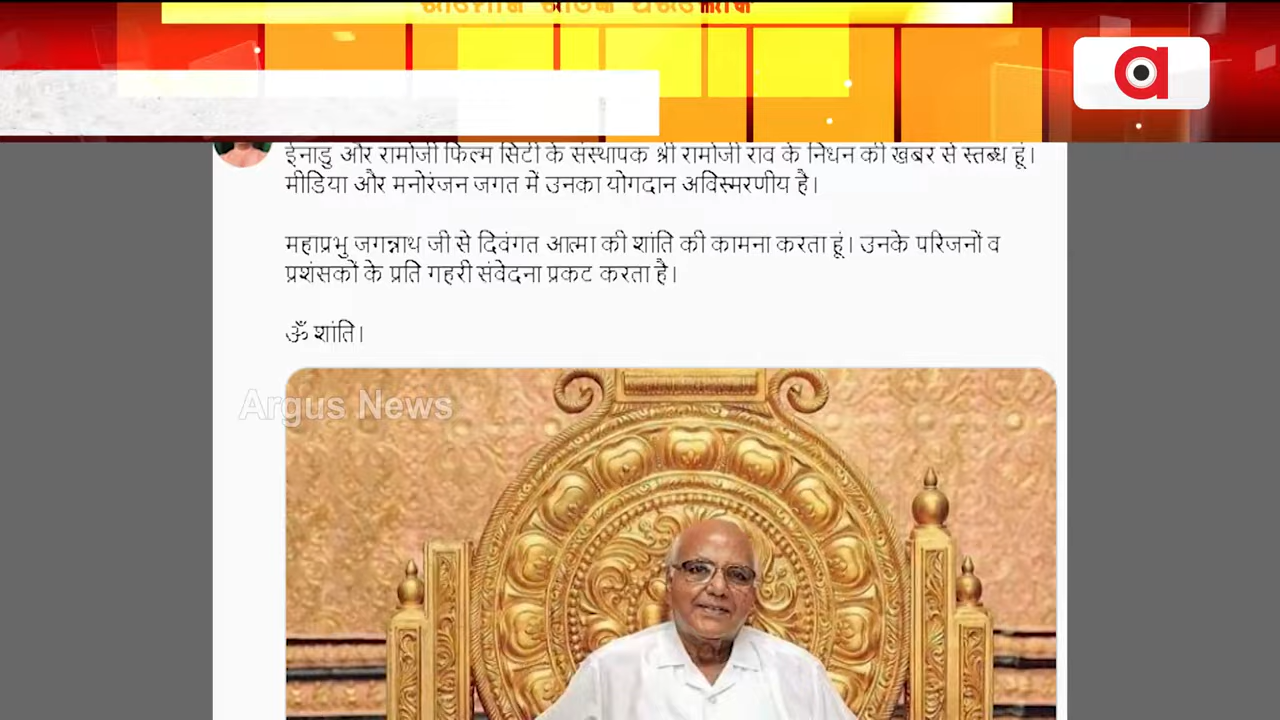 ईनाडु और रामोजी फिल्म सिटी के संस्थापक श्री रामोजी राव के निधन की खबर से स्तब्ध हूं।
मीडिया और मनोरंजन जगत में उनका योगदान अविस्मरणीय है।
महाप्रभु जगन्नाथ जी से दिवंगत आत्मा की शांति की कामना करता हूं। उनके परिजनों व
प्रशंसकों के प्रति गहरी संवेदना प्रकट करता है।
ॐ शांति।
Argus News